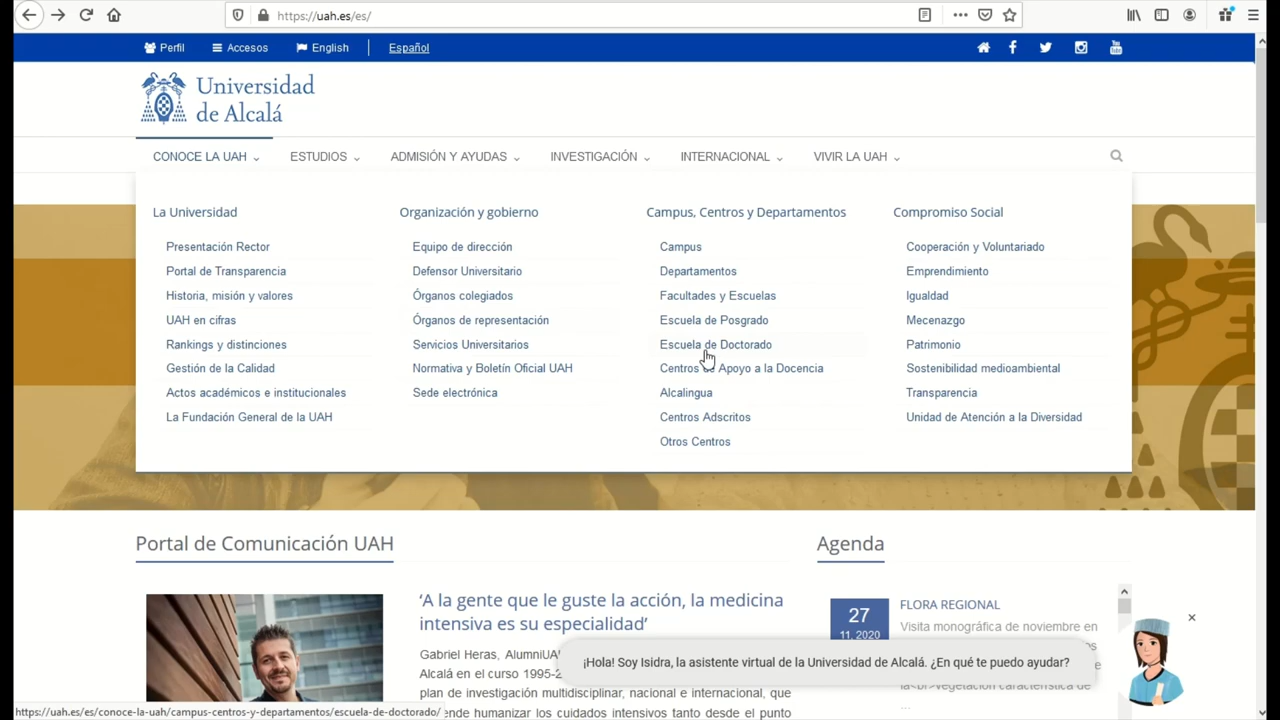 https://uah.es/es/
Perfil
Accesos
English
Español
Universidad
de Alcalá
CONOCE LA UAH
ESTUDIOS
ADMISIÓN Y AYUDAS
INVESTIGACIÓN
INTERNACIONAL
VIVIR LA UAH
La Universidad
Presentación Rector
Portal de Transparencia
Historia, misión y valores
UAH en cifras
Rankings y distinciones
Gestión de la Calidad
Actos académicos e institucionales
La Fundación General de la UAH
Organización y gobierno
Equipo de dirección
Defensor Universitario
Órganos colegiados
Órganos de representación
Servicios Universitarios
Normativa y Boletín Oficial UAH
Sede electrónica
Campus, Centros y Departamentos
Campus
Departamentos
Facultades y Escuelas
Escuela de Posgrado
Escuela de Doctorado
Centros de Apoyo a la Docencia
Alcalingua
Centros Adscritos
Otros Centros
Compromiso Social
Cooperación y Voluntariado
Emprendimiento
Igualdad
Mecenazgo
Patrimonio
Sostenibilidad medioambiental
Transparencia
Unidad de Atención a la Diversidad
Portal de Comunicación UAH
‘A la gente que le guste la acción, la medicina
intensiva es su especialidad’
Gabriel Heras, AlumniUAH
Alcalá en el curso 1995-2
plan de investigación multidisciplinar, nacional e internacional, que
ende humanizar los cuidados intensivos tanto desde el punto
Agenda
27
11, 2020
FLORA REGIONAL
Visita monográfica de noviembre en
la<br>vegetación característica de
...
¡Hola! Soy Isidra, la asistente virtual de la Universidad de Alcalá. ¿En qué te puedo ayudar?
https://uah.es/es/conoce-la-uah/campus-centros-y-departamentos/escuela-de-doctorado/